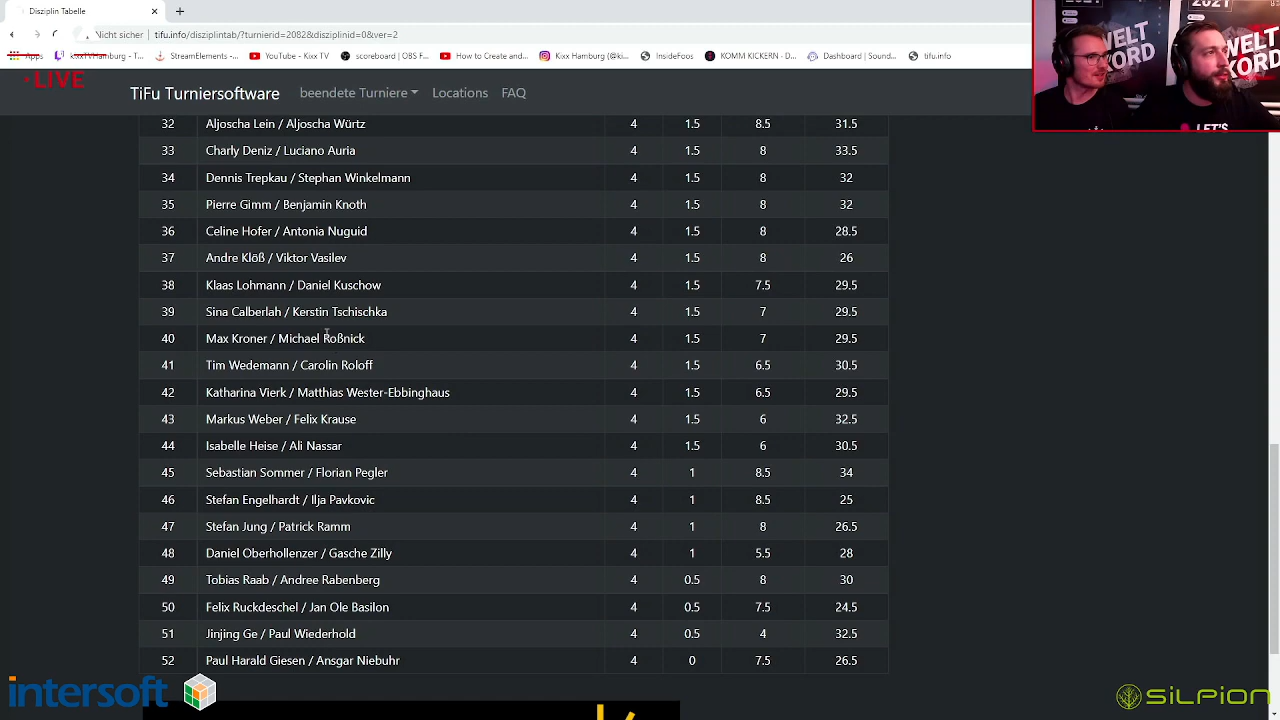 Disziplin Tabelle
Nicht sicher | tifu.info/disziplintab/?turnierid=2082&disziplinid=0&ver=2
Apps KixxTVHamburg - T... StreamElements - ... YouTube – Kixx TV scoreboard | OBS F... How to Create and... Kixx Hamburg (@ki... InsideFoos KOMM KICKERN - D... Dashboard | Sound... tifu.info
LIVE
TiFu Turniersoftware beendete Turniere Locations FAQ
32 Aljoscha Lein / Aljoscha Würtz 4 1.5 8.5 31.5
33 Charly Deniz / Luciano Auria 4 1.5 8 33.5
34 Dennis Trepkau / Stephan Winkelmann 4 1.5 8 32
35 Pierre Gimm / Benjamin Knoth 4 1.5 8 32
36 Celine Hofer / Antonia Nuguid 4 1.5 8 28.5
37 Andre Klöß / Viktor Vasilev 4 1.5 8 26
38 Klaas Lohmann / Daniel Kuschow 4 1.5 7.5 29.5
39 Sina Calberlah / Kerstin Tschischka 4 1.5 7 29.5
40 Max Kroner / Michael Roßnick 4 1.5 7 29.5
41 Tim Wedemann / Carolin Roloff 4 1.5 6.5 30.5
42 Katharina Vierk / Matthias Wester-Ebbinghaus 4 1.5 6.5 29.5
43 Markus Weber / Felix Krause 4 1.5 6 32.5
44 Isabelle Heise / Ali Nassar 4 1.5 6 30.5
45 Sebastian Sommer / Florian Pegler 4 1 8.5 34
46 Stefan Engelhardt / Ilja Pavkovic 4 1 8.5 25
47 Stefan Jung / Patrick Ramm 4 1 8 26.5
48 Daniel Oberhollenzer / Gasche Zilly 4 1 5.5 28
49 Tobias Raab / Andree Rabenberg 4 0.5 8 30
50 Felix Ruckdeschel / Jan Ole Basilon 4 0.5 7.5 24.5
51 Jinjing Ge / Paul Wiederhold 4 0.5 4 32.5
52 Paul Harald Giesen / Ansgar Niebuhr 4 0 7.5 26.5
2021
WELT
KORD
WELT
KORD
LET'S
intersoft
SILPION